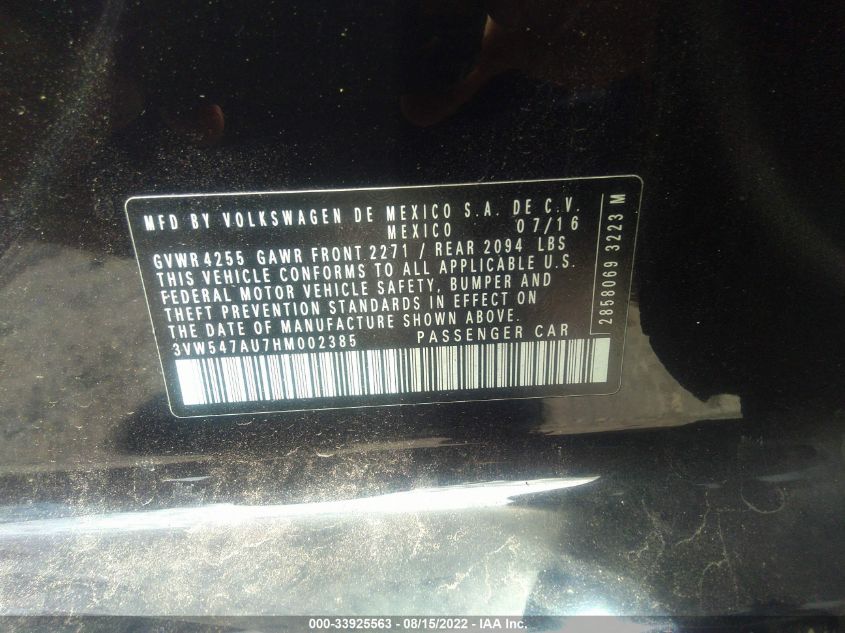 MFD BY VOLKSWAGEN DE MEXICO S.A. DE C.V.
MEXICO 07/16
GVWR 4255 GAWR FRONT 2271 / REAR 2094 LBS
THIS VEHICLE CONFORMS TO ALL APPLICABLE U.S.
FEDERAL MOTOR VEHICLE SAFETY, BUMPER AND
THEFT PREVENTION STANDARDS IN EFFECT ON
THE DATE OF MANUFACTURE SHOWN ABOVE.
3VW547AU7HM002385 PASSENGER CAR
2858069 3223 M
000-33925563 - 08/15/2022 - IAA Inc.